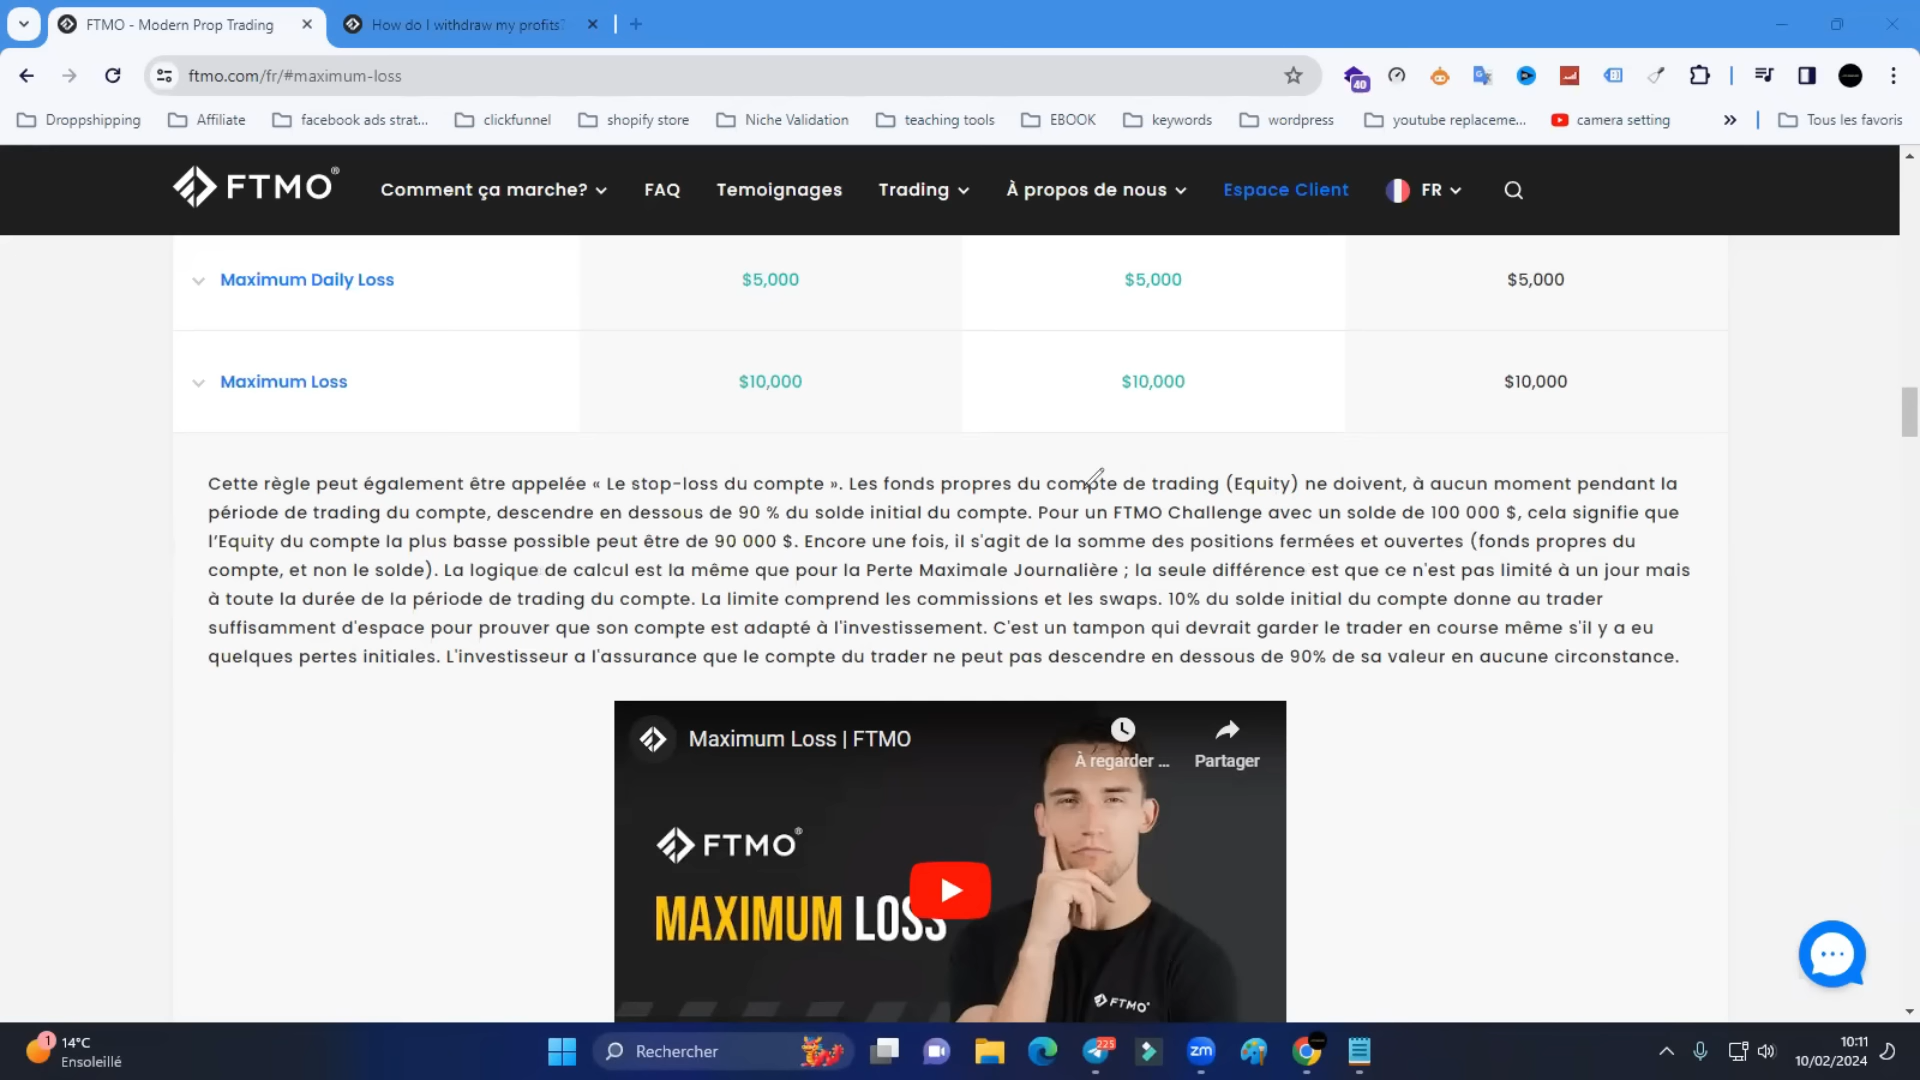 FTMO - Modern Prop Trading
How do I withdraw my profits?
ftmo.com/fr/#maximum-loss
40
Droppshipping
Affiliate
facebook ads strat...
clickfunnel
shopify store
Niche Validation
teaching tools
EBOOK
keywords
wordpress
youtube replaceme...
camera setting
Tous les favoris
FTMO®
Comment ça marche?
FAQ
Temoignages
Trading
À propos de nous
Espace Client
FR
Maximum Daily Loss $5,000 $5,000 $5,000
Maximum Loss $10,000 $10,000 $10,000
Cette règle peut également être appelée « Le stop-loss du compte ». Les fonds propres du compte de trading (Equity) ne doivent, à aucun moment pendant la
période de trading du compte, descendre en dessous de 90 % du solde initial du compte. Pour un FTMO Challenge avec un solde de 100 000 $, cela signifie que
l’Equity du compte la plus basse possible peut être de 90 000 $. Encore une fois, il s'agit de la somme des positions fermées et ouvertes (fonds propres du
compte, et non le solde). La logique de calcul est la même que pour la Perte Maximale Journalière ; la seule différence est que ce n'est pas limité à un jour mais
à toute la durée de la période de trading du compte. La limite comprend les commissions et les swaps. 10% du solde initial du compte donne au trader
suffisamment d'espace pour prouver que son compte est adapté à l'investissement. C'est un tampon qui devrait garder le trader en course même s'il y a eu
quelques pertes initiales. L'investisseur a l'assurance que le compte du trader ne peut pas descendre en dessous de 90% de sa valeur en aucune circonstance.
Maximum Loss | FTMO
À regarder ...
Partager
FTMO®
MAXIMUM LOSS
FTMO®
1
14°C
Ensoleillé
Rechercher
225
zm
10:11
10/02/2024